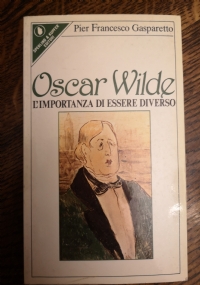 Pier Francesco Gasparetto
Oscar Wilde
L'IMPORTANZA DI ESSERE DIVERSO